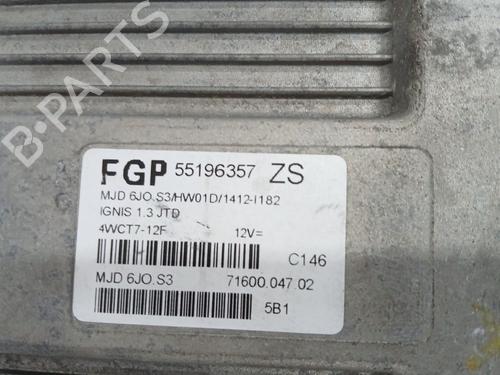 B-PARTS
FGP 55196357 ZS
MJD 6JO.S3/HW01D/1412-I182
IGNIS 1.3 JTD
4WCT7-12F 12V=
C146
MJD 6JO.S3 71600.047.02
5B1